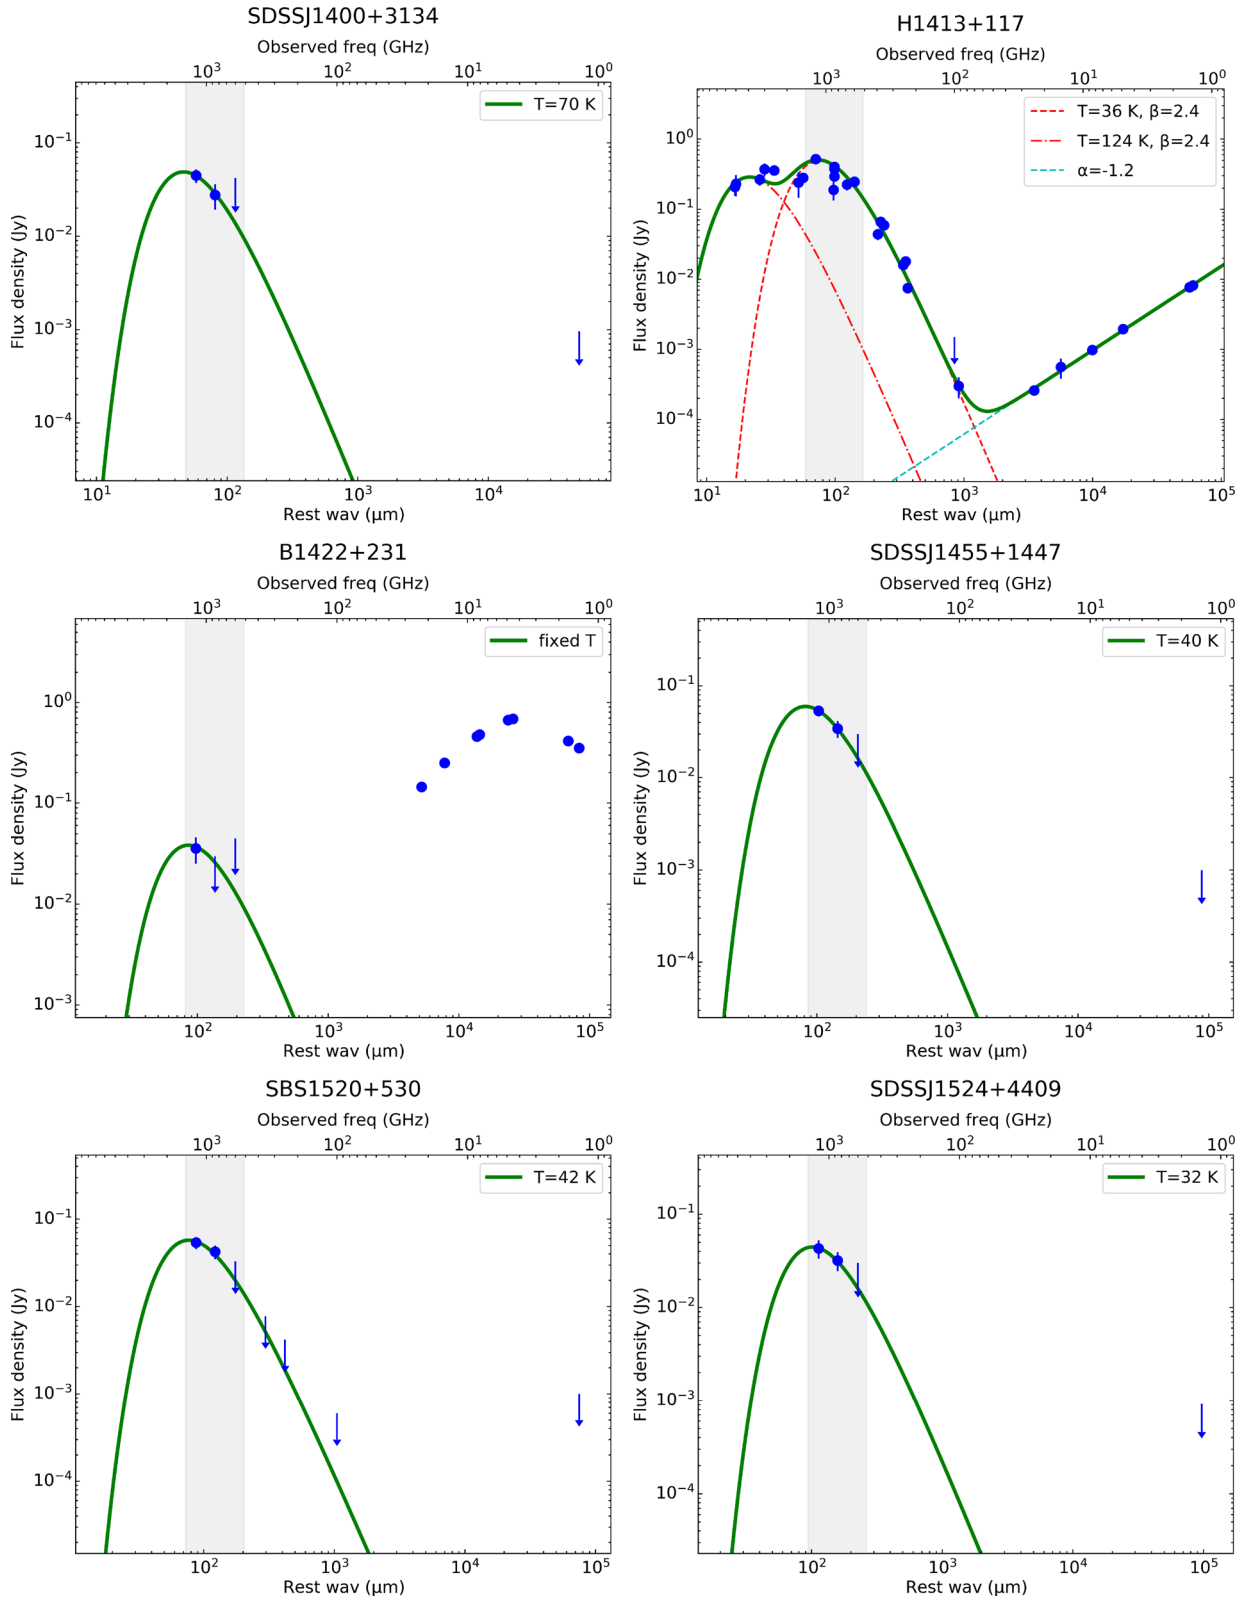 SDSSJ1400+3134
Observed freq (GHz)
10³ 10² 10¹ 10⁰
T=70 K
Flux density (Jy)
10⁻¹
10⁻²
10⁻³
10⁻⁴
10¹ 10² 10³ 10⁴
Rest wav (μm)
H1413+117
Observed freq (GHz)
10³ 10² 10¹ 10⁰
T=36 K, β=2.4
T=124 K, β=2.4
α=-1.2
Flux density (Jy)
10⁰
10⁻¹
10⁻²
10⁻³
10⁻⁴
10¹ 10² 10³ 10⁴ 10⁵
Rest wav (μm)
B1422+231
Observed freq (GHz)
10³ 10² 10¹ 10⁰
fixed T
Flux density (Jy)
10⁰
10⁻¹
10⁻²
10⁻³
10² 10³ 10⁴ 10⁵
Rest wav (μm)
SDSSJ1455+1447
Observed freq (GHz)
10³ 10² 10¹ 10⁰
T=40 K
Flux density (Jy)
10⁻¹
10⁻²
10⁻³
10⁻⁴
10² 10³ 10⁴ 10⁵
Rest wav (μm)
SBS1520+530
Observed freq (GHz)
10³ 10² 10¹ 10⁰
T=42 K
Flux density (Jy)
10⁻¹
10⁻²
10⁻³
10⁻⁴
10² 10³ 10⁴ 10⁵
Rest wav (μm)
SDSSJ1524+4409
Observed freq (GHz)
10³ 10² 10¹ 10⁰
T=32 K
Flux density (Jy)
10⁻¹
10⁻²
10⁻³
10⁻⁴
10² 10³ 10⁴ 10⁵
Rest wav (μm)